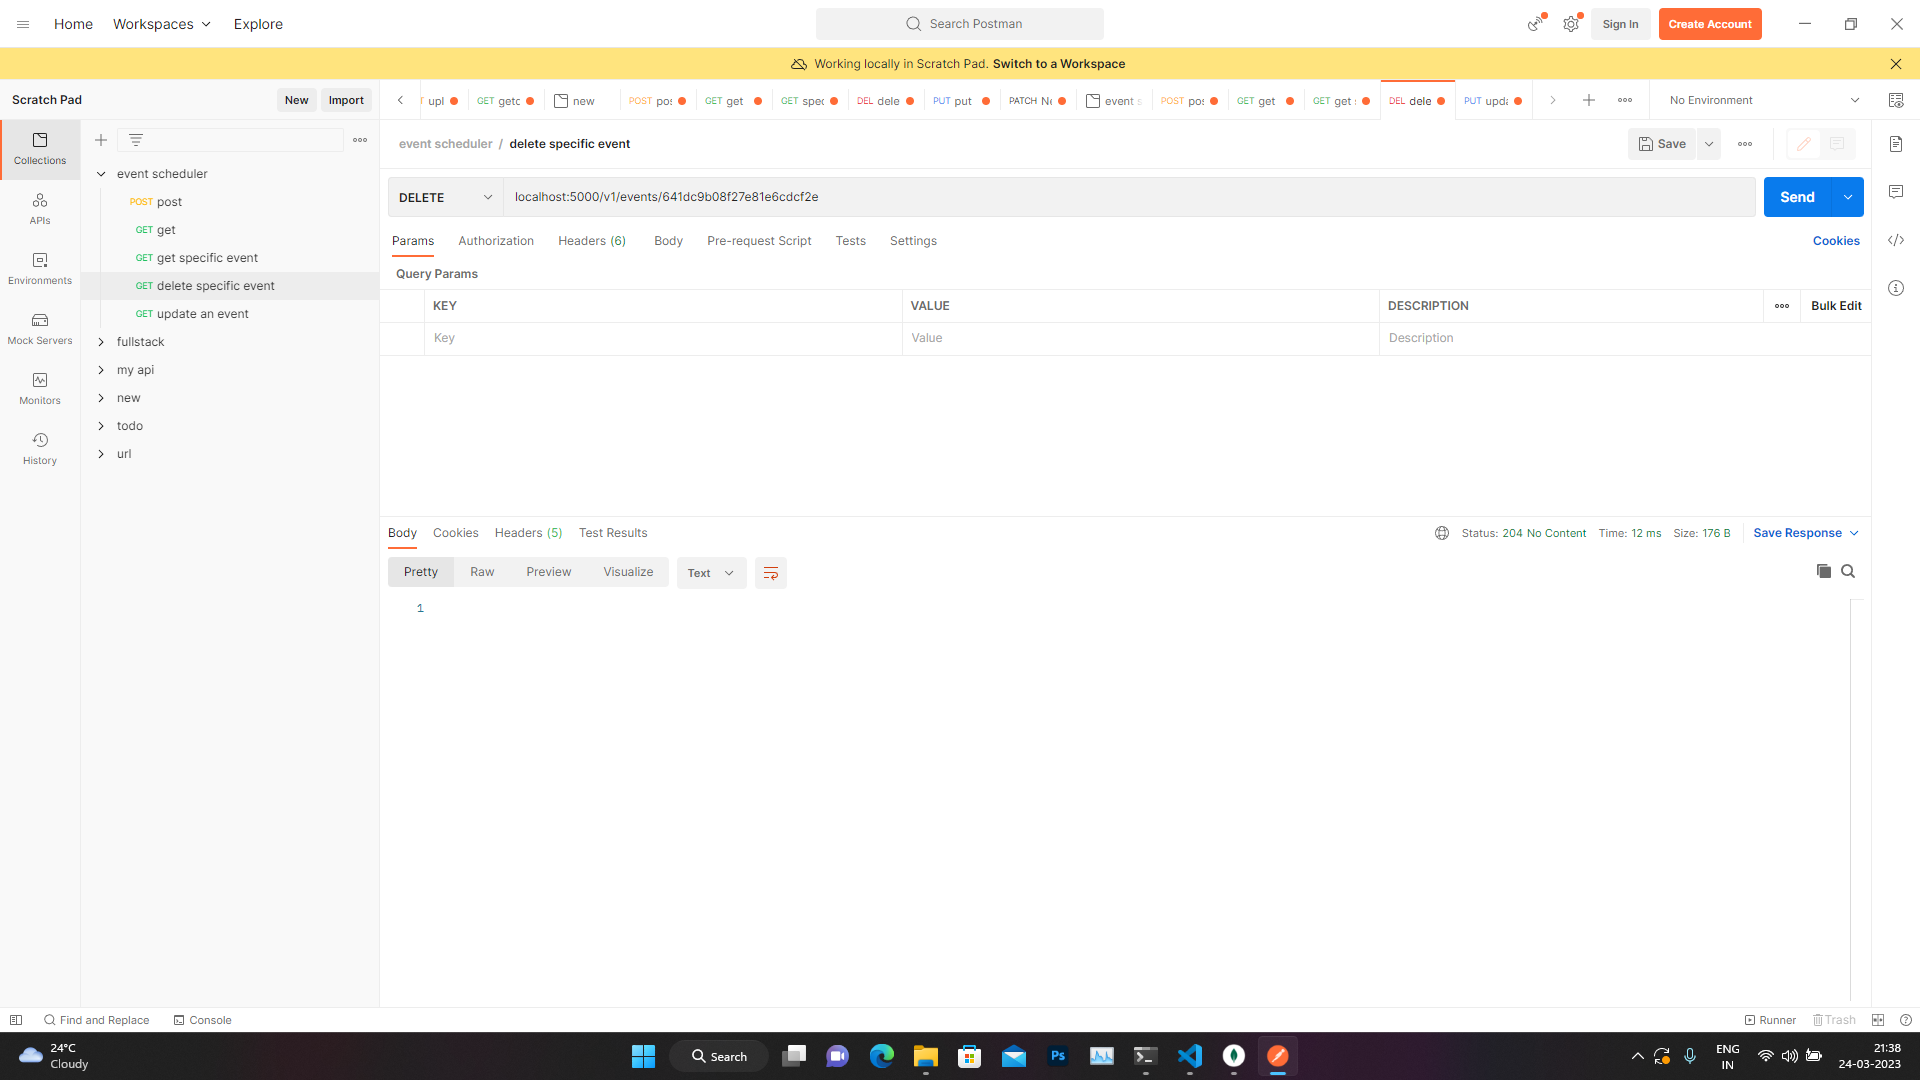 Home Workspaces Explore
Search Postman
Sign In Create Account
Working locally in Scratch Pad. Switch to a Workspace
Scratch Pad New Import
upl GET getc new POST pos GET get GET spec DEL dele PUT put PATCH Ne event s POST pos GET get GET get DEL dele PUT upda
No Environment
Collections
APIs
Environments
Mock Servers
Monitors
History
event scheduler
POST post
GET get
GET get specific event
GET delete specific event
GET update an event
fullstack
my api
new
todo
url
event scheduler / delete specific event
Save
DELETE localhost:5000/v1/events/641dc9b08f27e81e6cdcf2e Send
Params Authorization Headers (6) Body Pre-request Script Tests Settings Cookies
Query Params
KEY VALUE DESCRIPTION Bulk Edit
Key Value Description
Body Cookies Headers (5) Test Results Status: 204 No Content Time: 12 ms Size: 176 B Save Response
Pretty Raw Preview Visualize Text
1
Find and Replace Console Runner Trash
24°C
Cloudy
Search
Ps
ENG
IN
21:38
24-03-2023